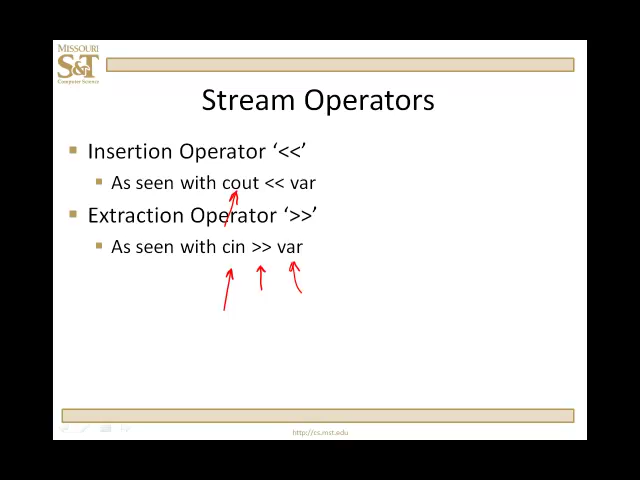 MISSOURI
S&T
Computer Science
Stream Operators
Insertion Operator ‘<<’
As seen with cout << var
Extraction Operator ‘>>’
As seen with cin >> var
http://cs.mst.edu